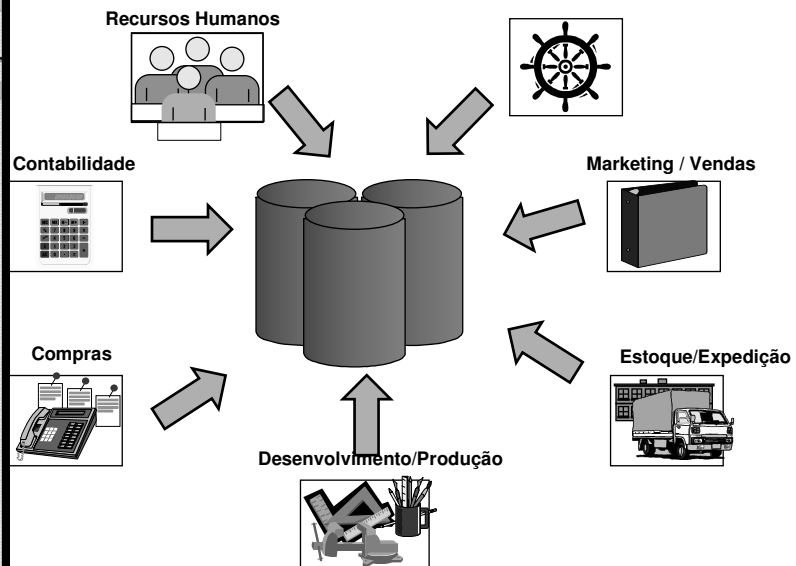 Recursos Humanos
Contabilidade
Marketing / Vendas
Compras
Estoque/Expedição
Desenvolvimento/Produção